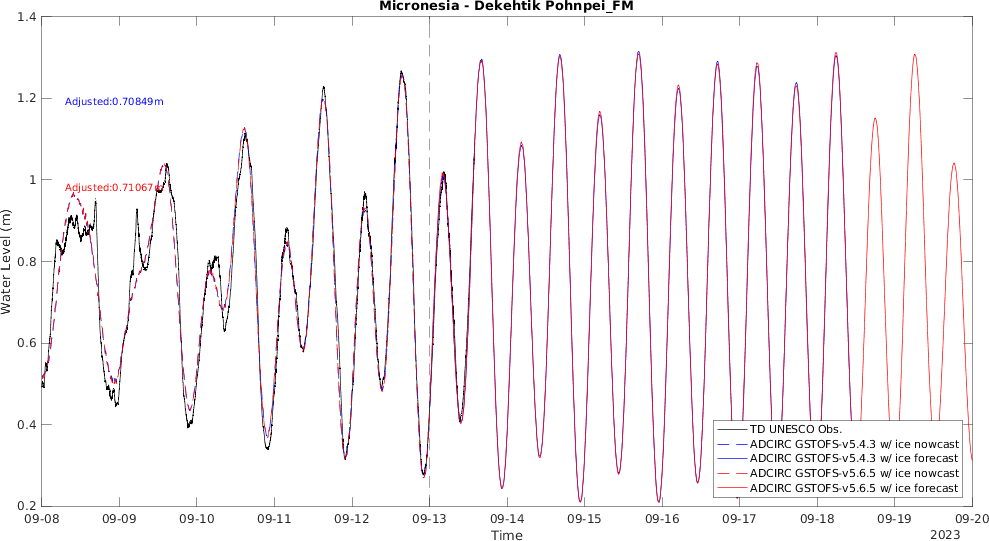 Micronesia - Dekehtik Pohnpei_FM
1.4
1.2
1
0.8
0.6
0.4
0.2
Water Level (m)
Adjusted:0.70849m
Adjusted:0.71067m
TD UNESCO Obs.
ADCIRC GSTOFS-v5.4.3 w/ ice nowcast
ADCIRC GSTOFS-v5.4.3 w/ ice forecast
ADCIRC GSTOFS-v5.6.5 w/ ice nowcast
ADCIRC GSTOFS-v5.6.5 w/ ice forecast
09-08 09-09 09-10 09-11 09-12 09-13 09-14 09-15 09-16 09-17 09-18 09-19 09-20
Time
2023